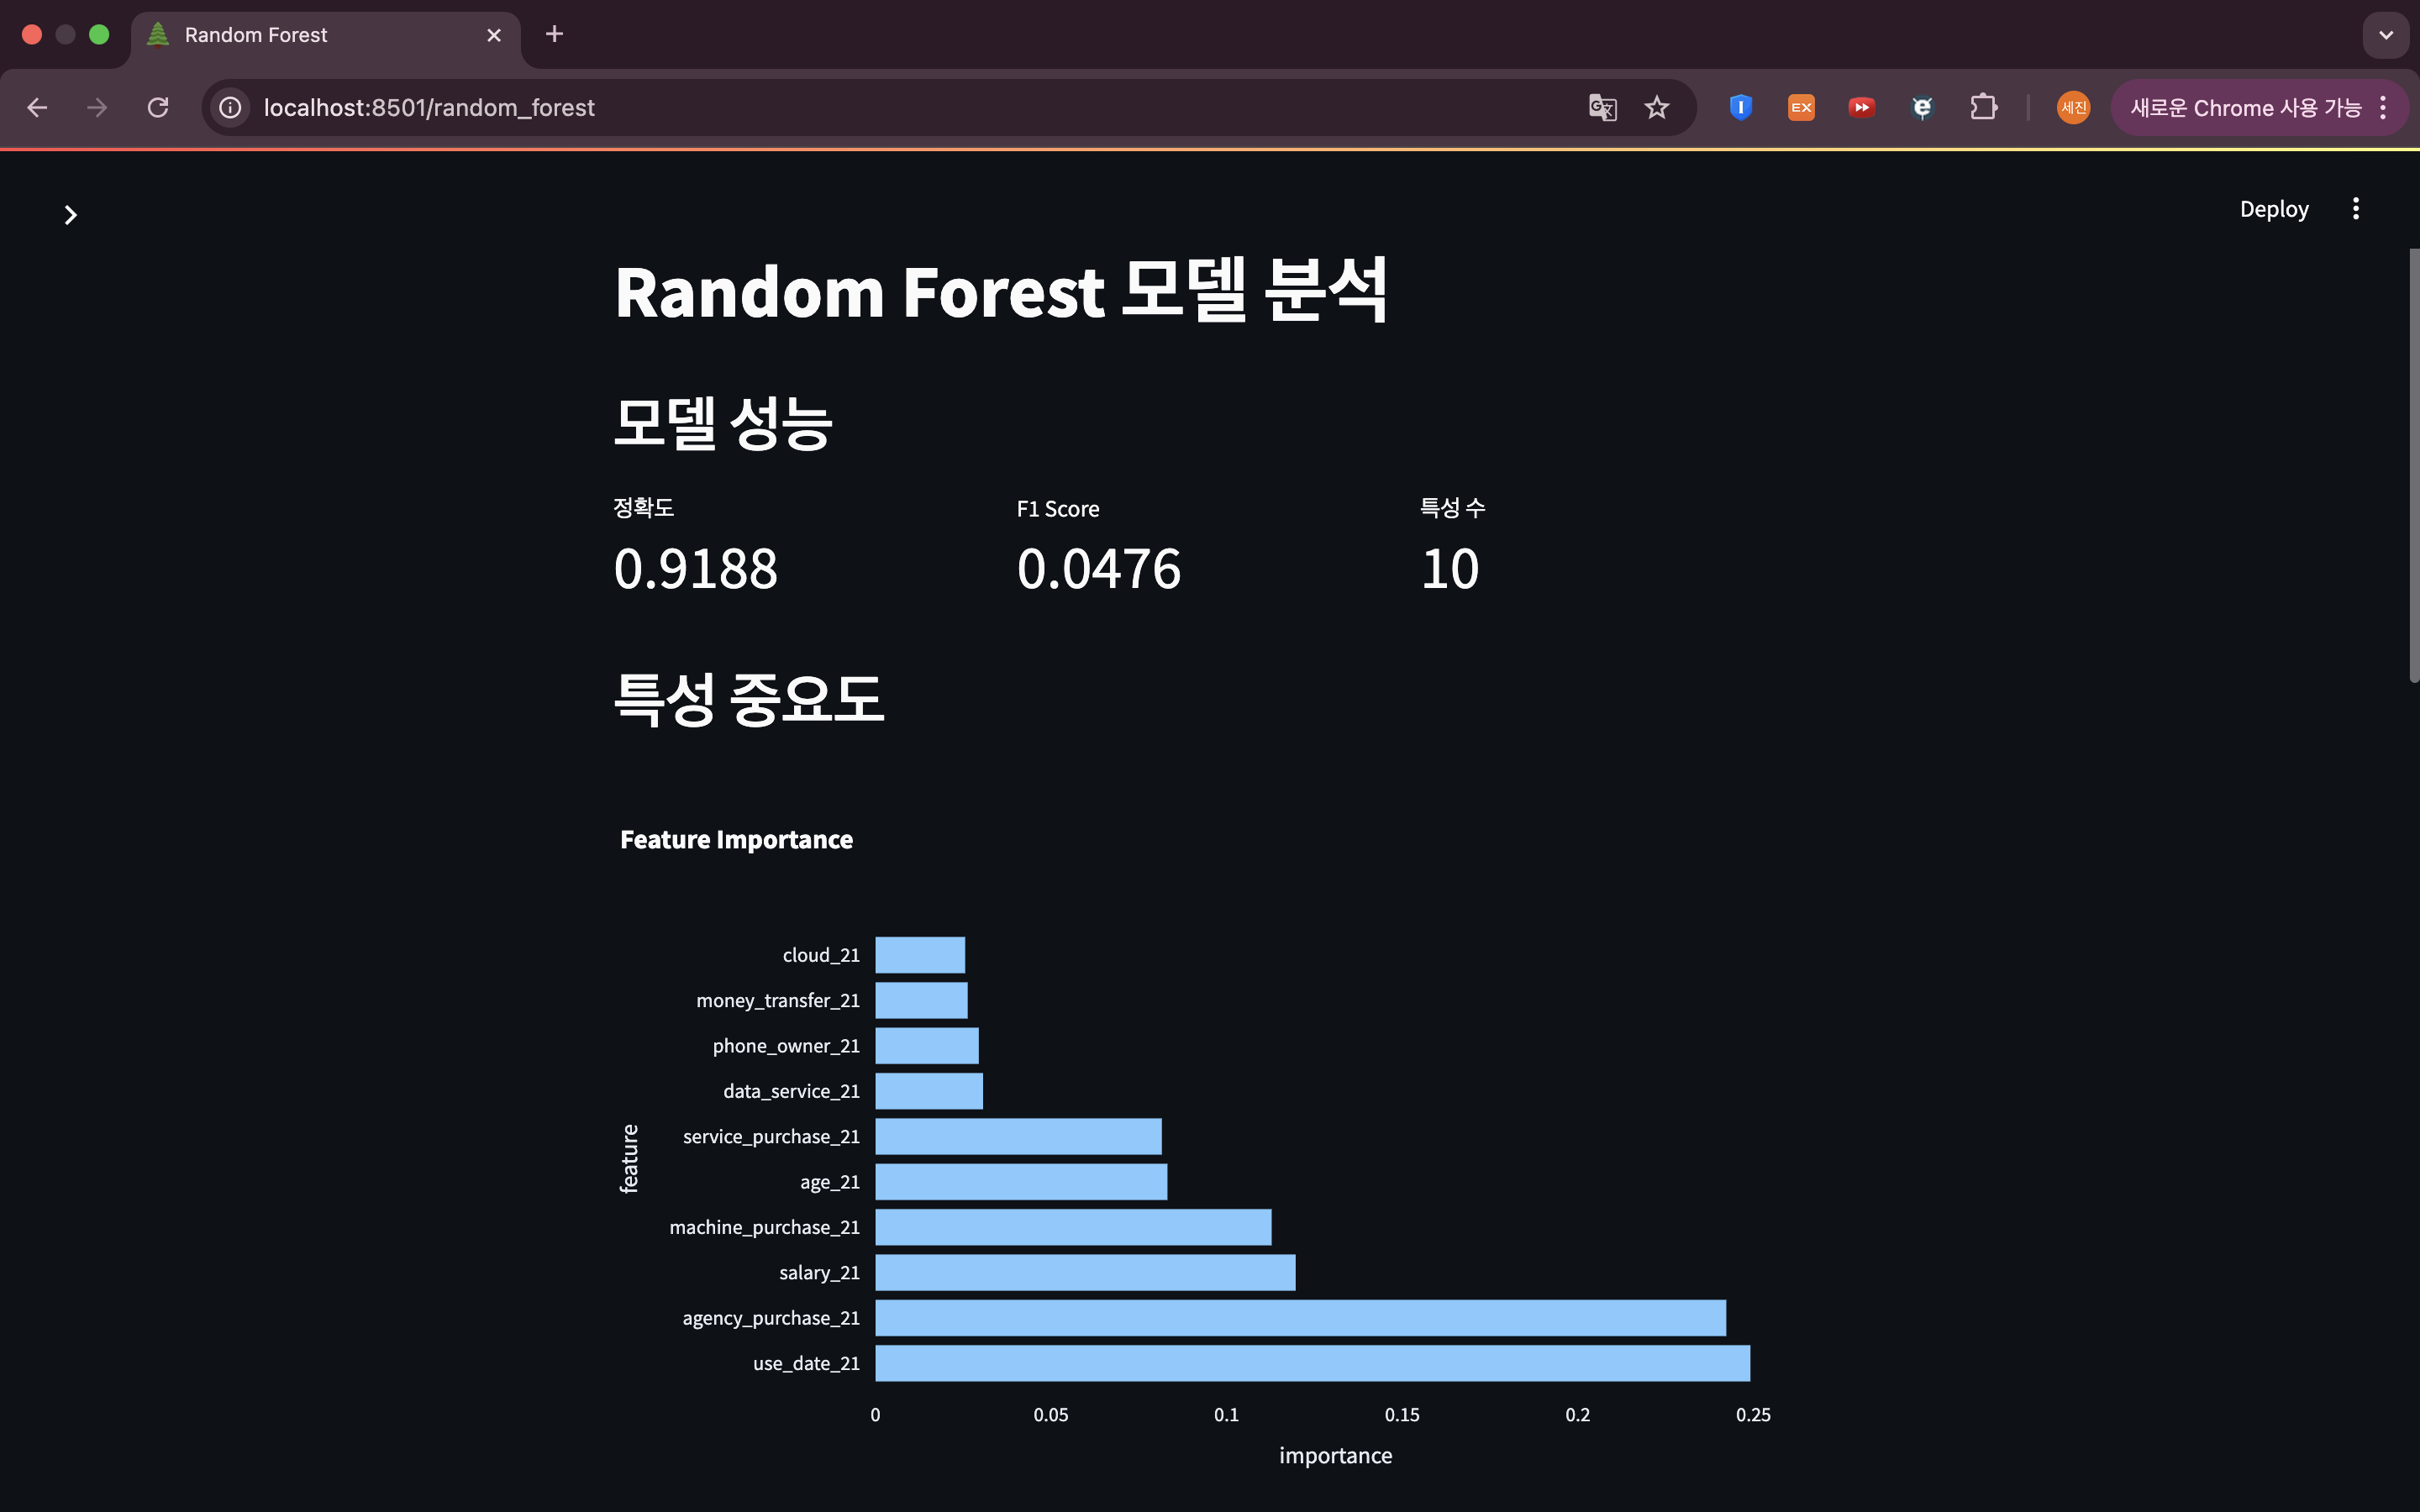 Random Forest
localhost:8501/random_forest
EX
세진
새로운 Chrome 사용 가능
Deploy
Random Forest 모델 분석
모델 성능
정확도
F1 Score
특성 수
0.9188
0.0476
10
특성 중요도
Feature Importance
cloud_21
money_transfer_21
phone_owner_21
data_service_21
service_purchase_21
age_21
machine_purchase_21
salary_21
agency_purchase_21
use_date_21
feature
0 0.05 0.1 0.15 0.2 0.25
importance